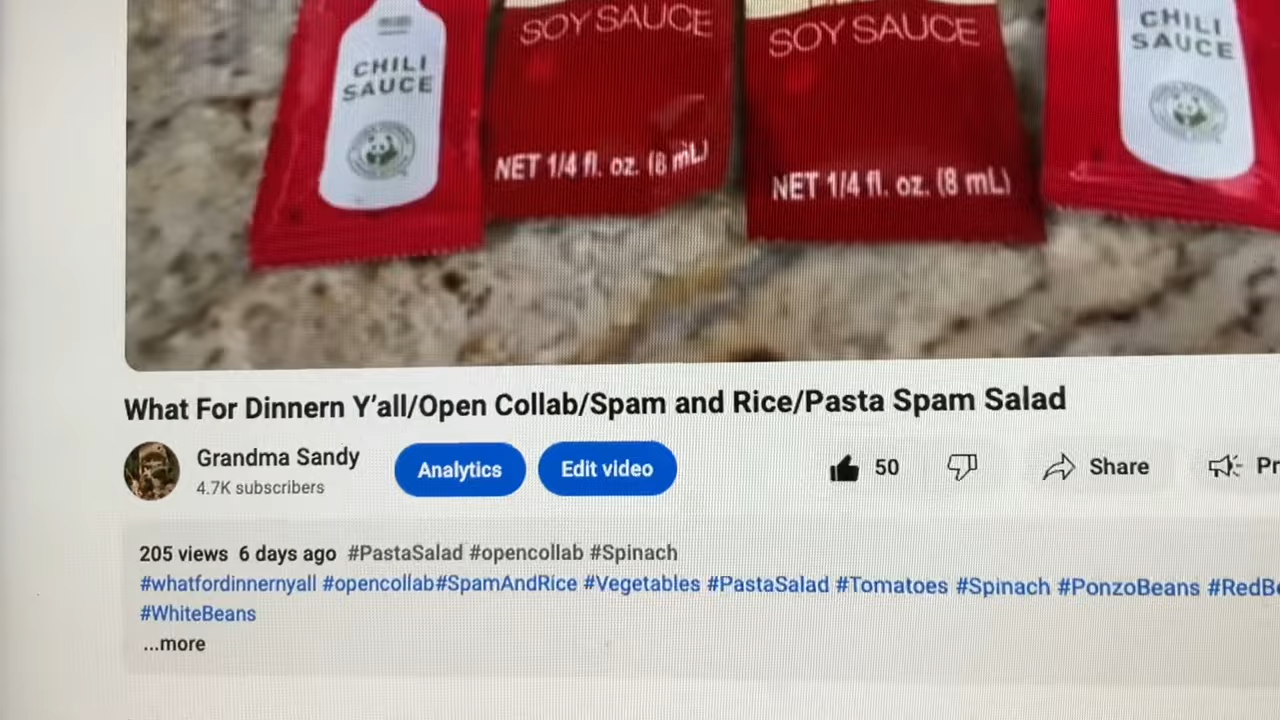 SOY SAUCE
SOY SAUCE
CHILI
SAUCE
CHILI
SAUCE
NET 1/4 fl. oz. (8 mL)
NET 1/4 fl. oz. (8 mL)
What For Dinnern Y'all/Open Collab/Spam and Rice/Pasta Spam Salad
Grandma Sandy
4.7K subscribers
Analytics
Edit video
50
Share
Pr
205 views 6 days ago #PastaSalad #opencollab #Spinach
#whatfordinnernyall #opencollab#SpamAndRice #Vegetables #PastaSalad #Tomatoes #Spinach #PonzoBeans #RedBe
#WhiteBeans
...more